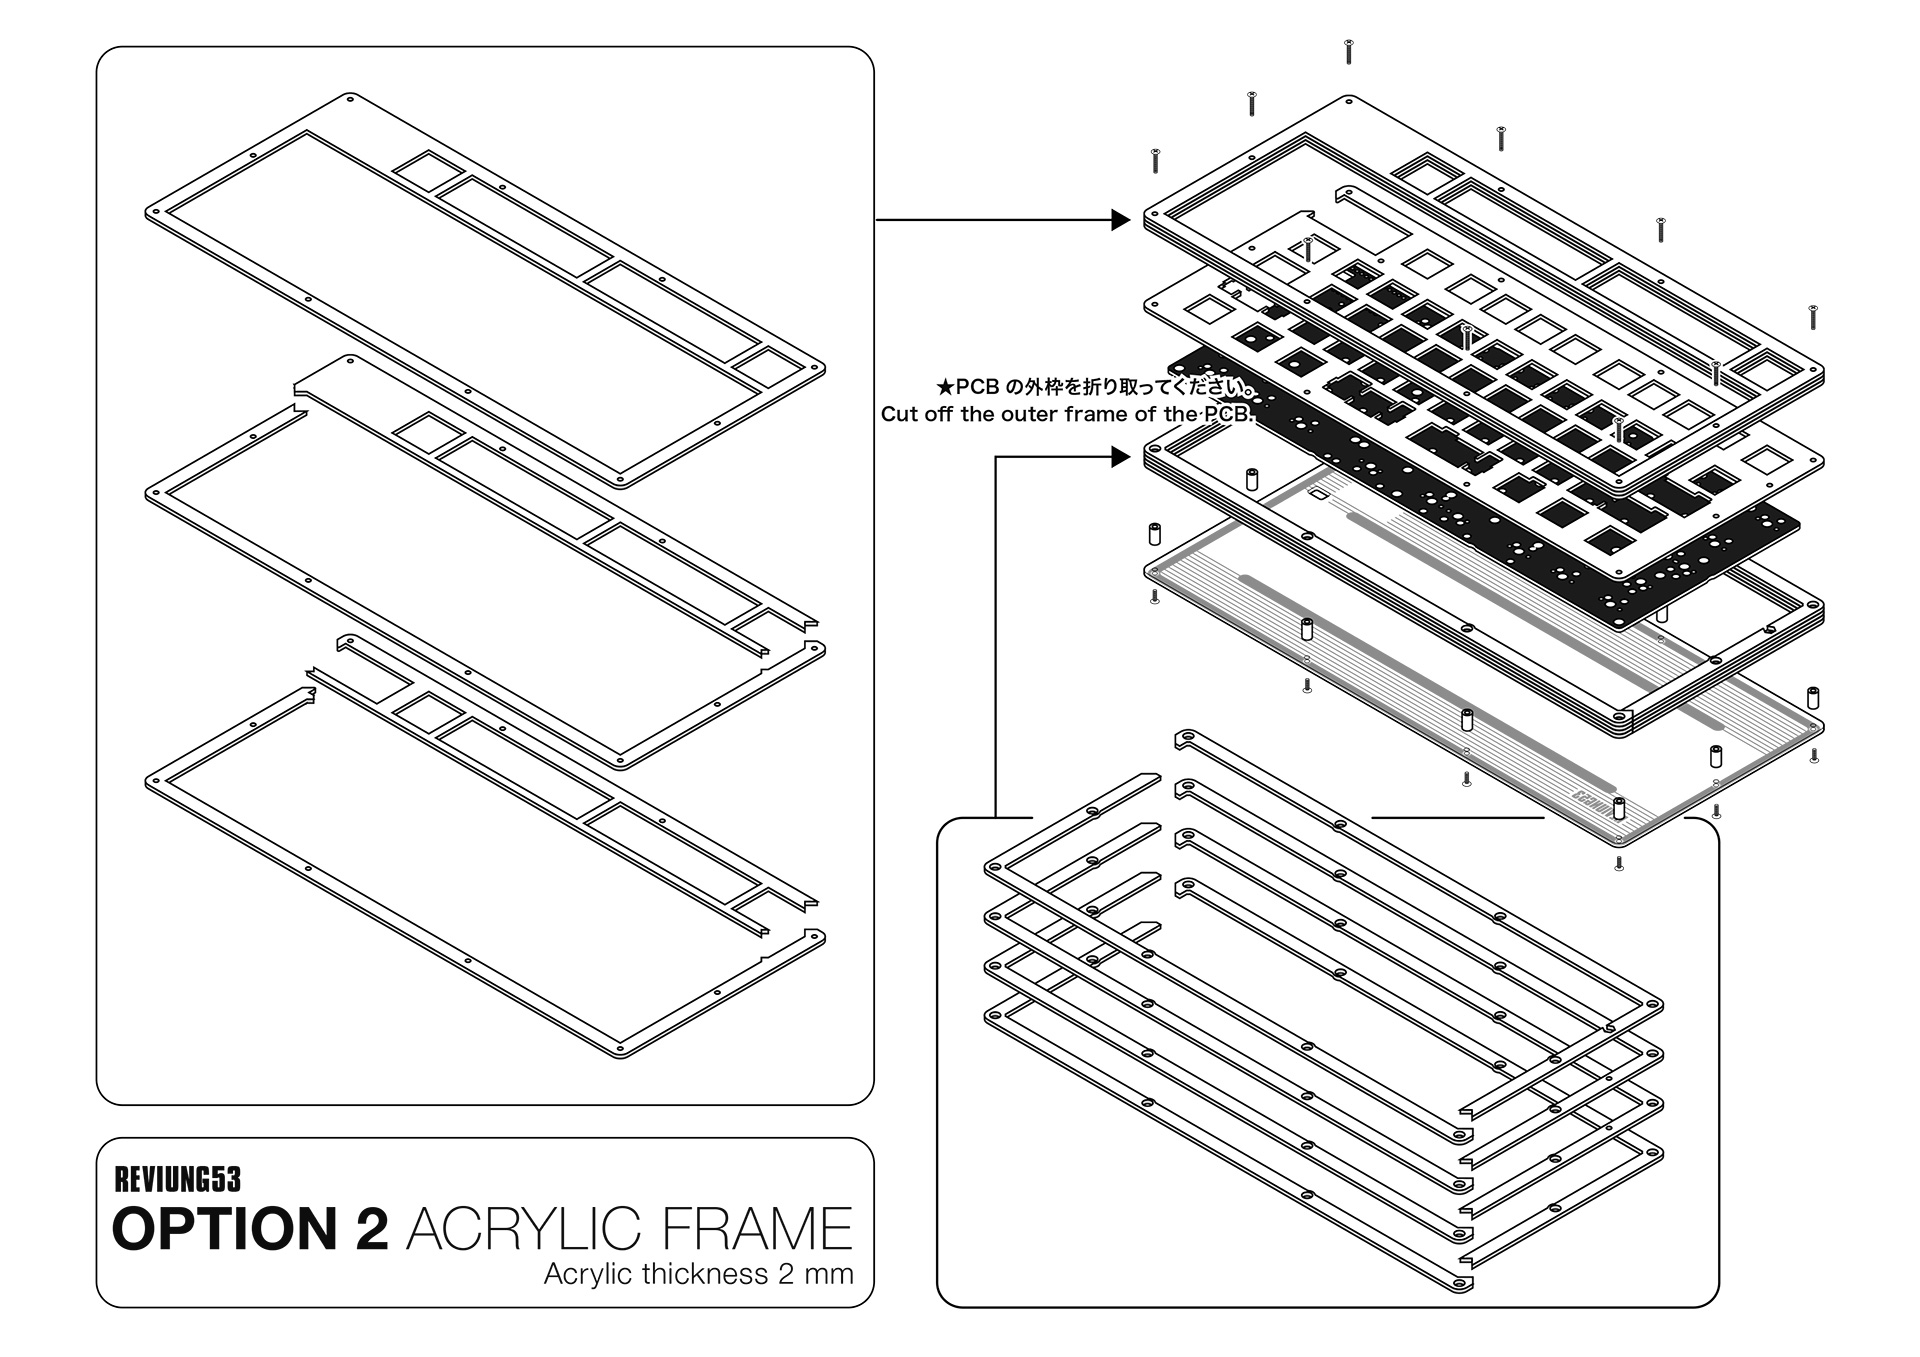 ★PCB の外枠を折り取ってください。
Cut off the outer frame of the PCB.
REVIUNG53
OPTION 2 ACRYLIC FRAME
Acrylic thickness 2 mm